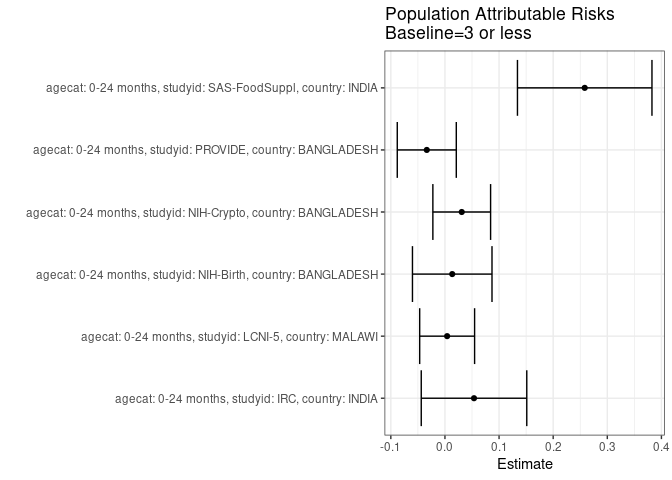 Population Attributable Risks
Baseline=3 or less
agecat: 0-24 months, studyid: SAS-FoodSuppl, country: INDIA
agecat: 0-24 months, studyid: PROVIDE, country: BANGLADESH
agecat: 0-24 months, studyid: NIH-Crypto, country: BANGLADESH
agecat: 0-24 months, studyid: NIH-Birth, country: BANGLADESH
agecat: 0-24 months, studyid: LCNI-5, country: MALAWI
agecat: 0-24 months, studyid: IRC, country: INDIA
-0.1 0.0 0.1 0.2 0.3 0.4
Estimate